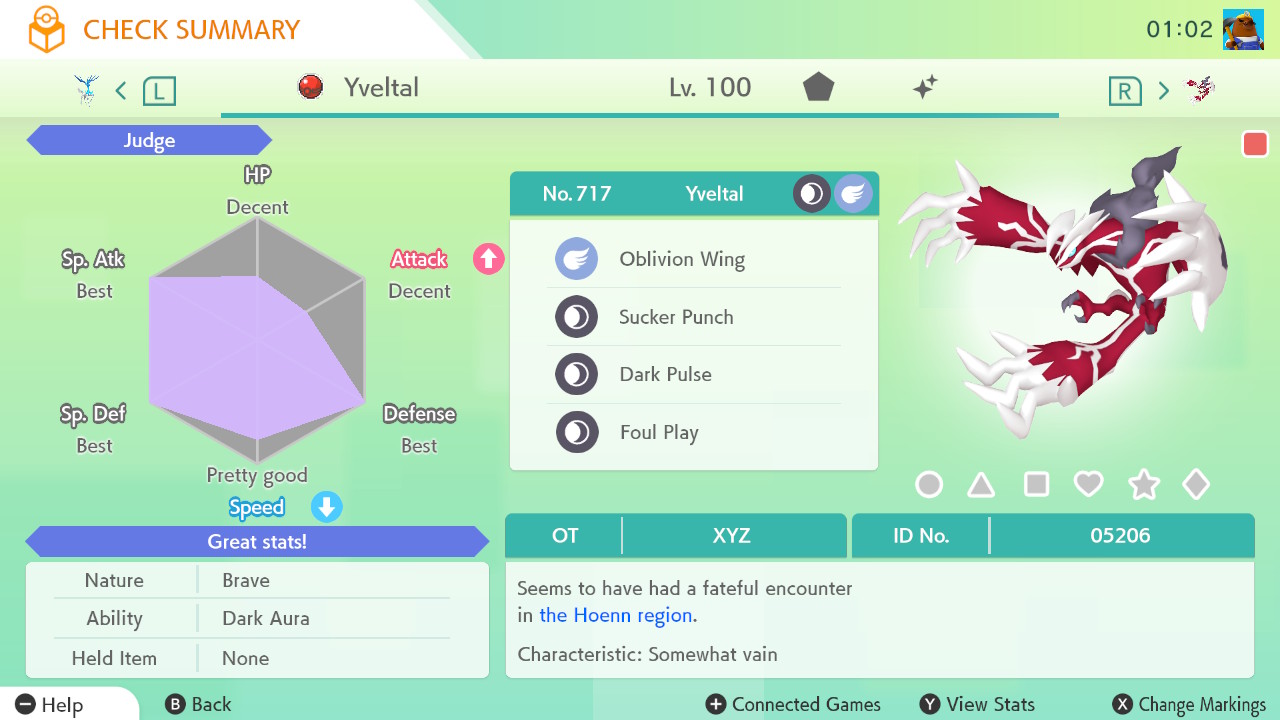 CHECK SUMMARY
01:02
L
Yveltal
Lv. 100
R
Judge
HP
Decent
Sp. Atk
Best
Attack
Decent
Sp. Def
Best
Defense
Best
Pretty good
Speed
Great stats!
Nature Brave
Ability Dark Aura
Held Item None
No. 717 Yveltal
Oblivion Wing
Sucker Punch
Dark Pulse
Foul Play
OT XYZ ID No. 05206
Seems to have had a fateful encounter
in the Hoenn region.
Characteristic: Somewhat vain
Help
B Back
Connected Games
Y View Stats
X Change Markings